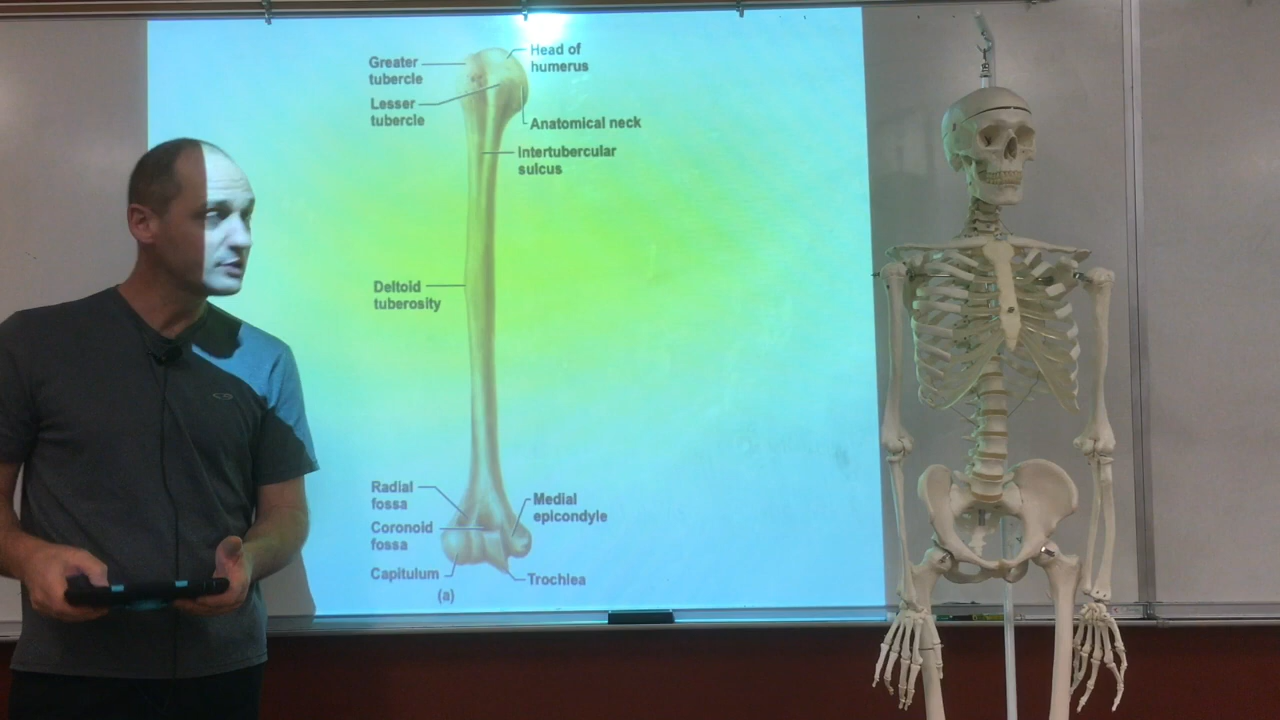 Head of
humerus
Greater
tubercle
Lesser
tubercle
Anatomical neck
Intertubercular
sulcus
Deltoid
tuberosity
Radial
fossa
Medial
epicondyle
Coronoid
fossa
Capitulum
Trochlea
(a)